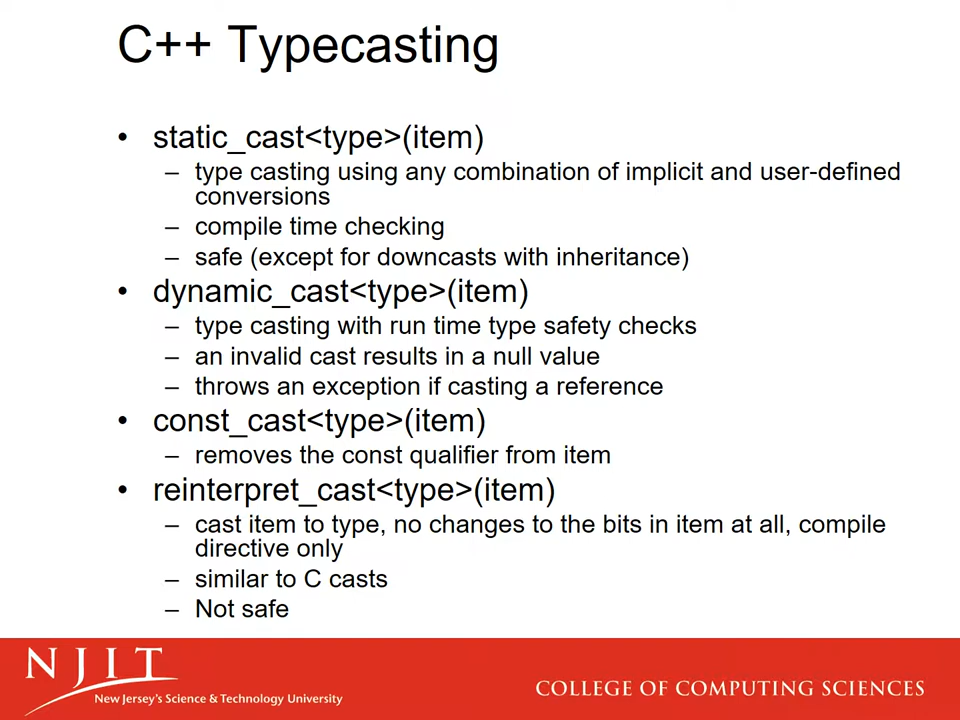 C++ Typecasting
• static_cast<type>(item)
– type casting using any combination of implicit and user-defined
conversions
– compile time checking
– safe (except for downcasts with inheritance)
• dynamic_cast<type>(item)
– type casting with run time type safety checks
– an invalid cast results in a null value
– throws an exception if casting a reference
• const_cast<type>(item)
– removes the const qualifier from item
• reinterpret_cast<type>(item)
– cast item to type, no changes to the bits in item at all, compile
directive only
– similar to C casts
– Not safe
NJIT
New Jersey's Science & Technology University
COLLEGE OF COMPUTING SCIENCES